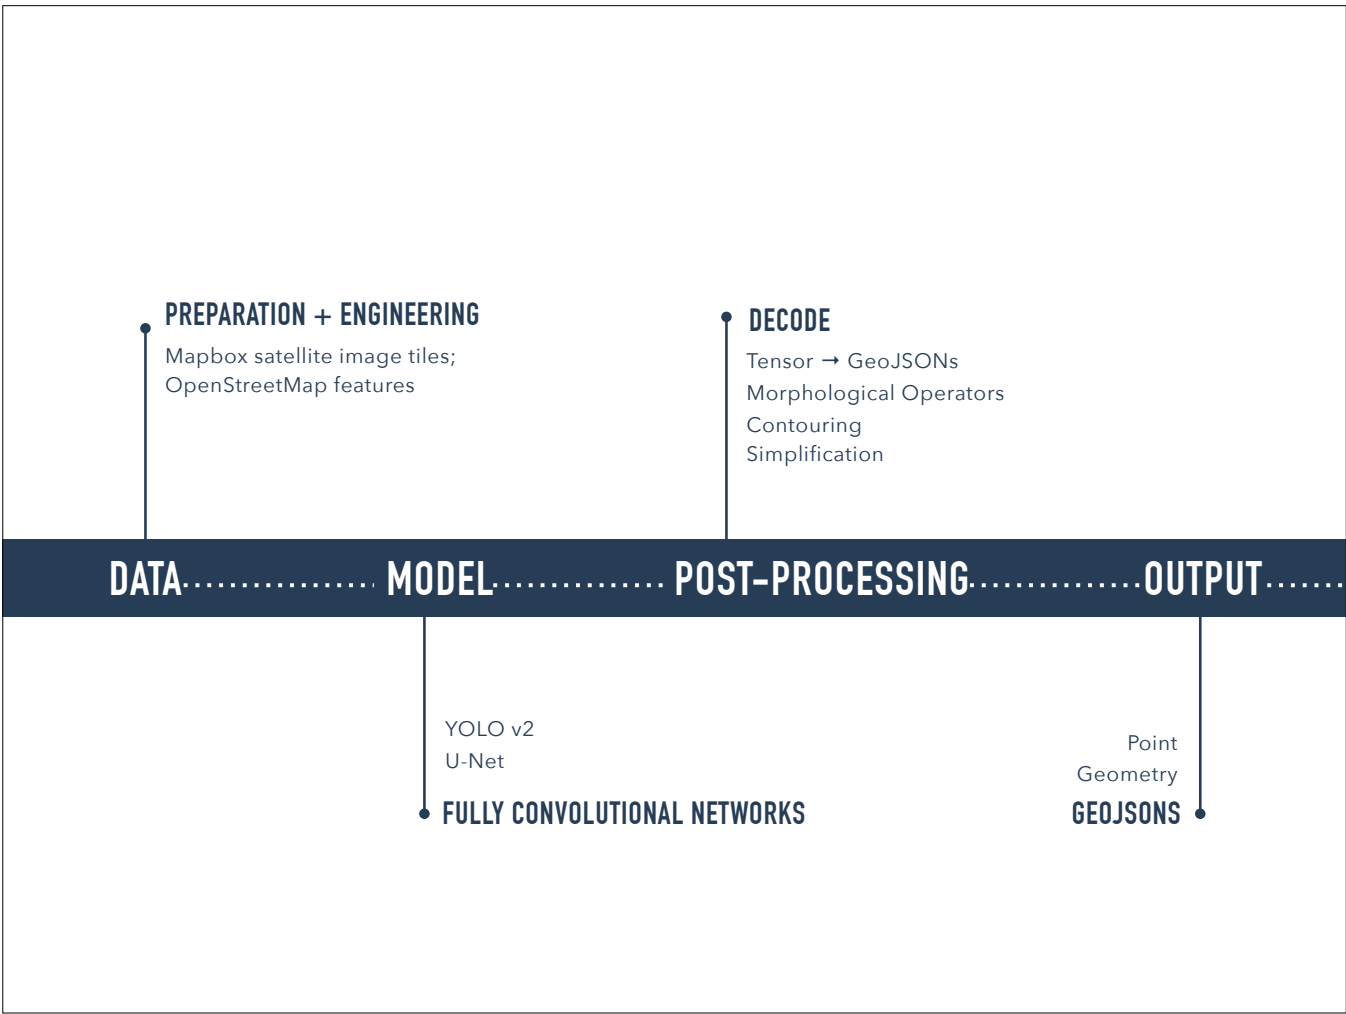 PREPARATION + ENGINEERING
Mapbox satellite image tiles;
OpenStreetMap features
DECODE
Tensor → GeoJSONs
Morphological Operators
Contouring
Simplification
DATA............. MODEL............ POST-PROCESSING............OUTPUT......
YOLO v2
U-Net
FULLY CONVOLUTIONAL NETWORKS
Point
Geometry
GEOJSONS